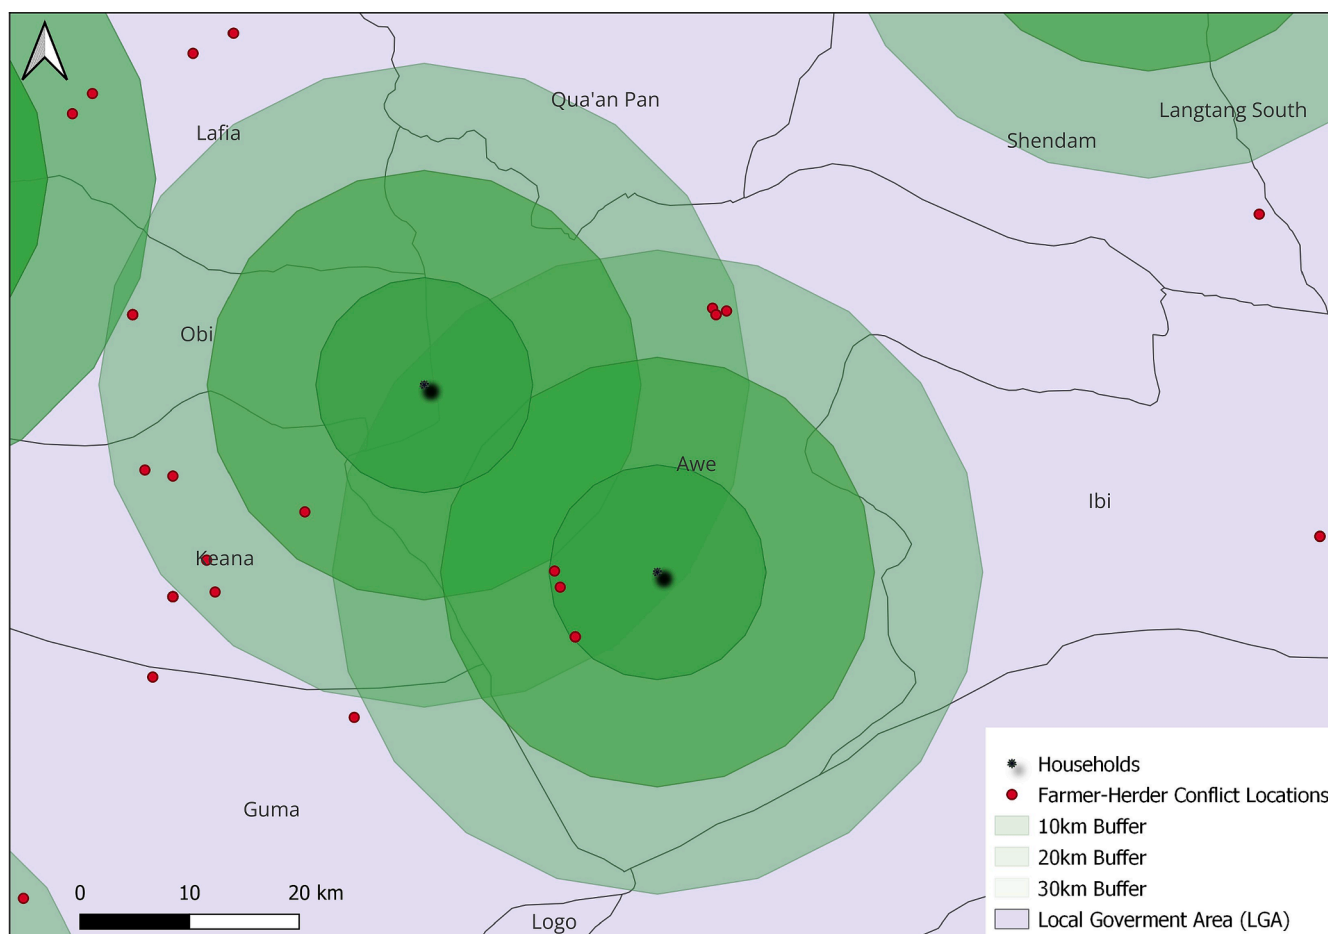 Qua'an Pan
Langtang South
Lafia
Shendam
Obi
Awe
Ibi
Keana
Guma
Logo
0 10 20 km
Households
Farmer-Herder Conflict Locations
10km Buffer
20km Buffer
30km Buffer
Local Goverment Area (LGA)